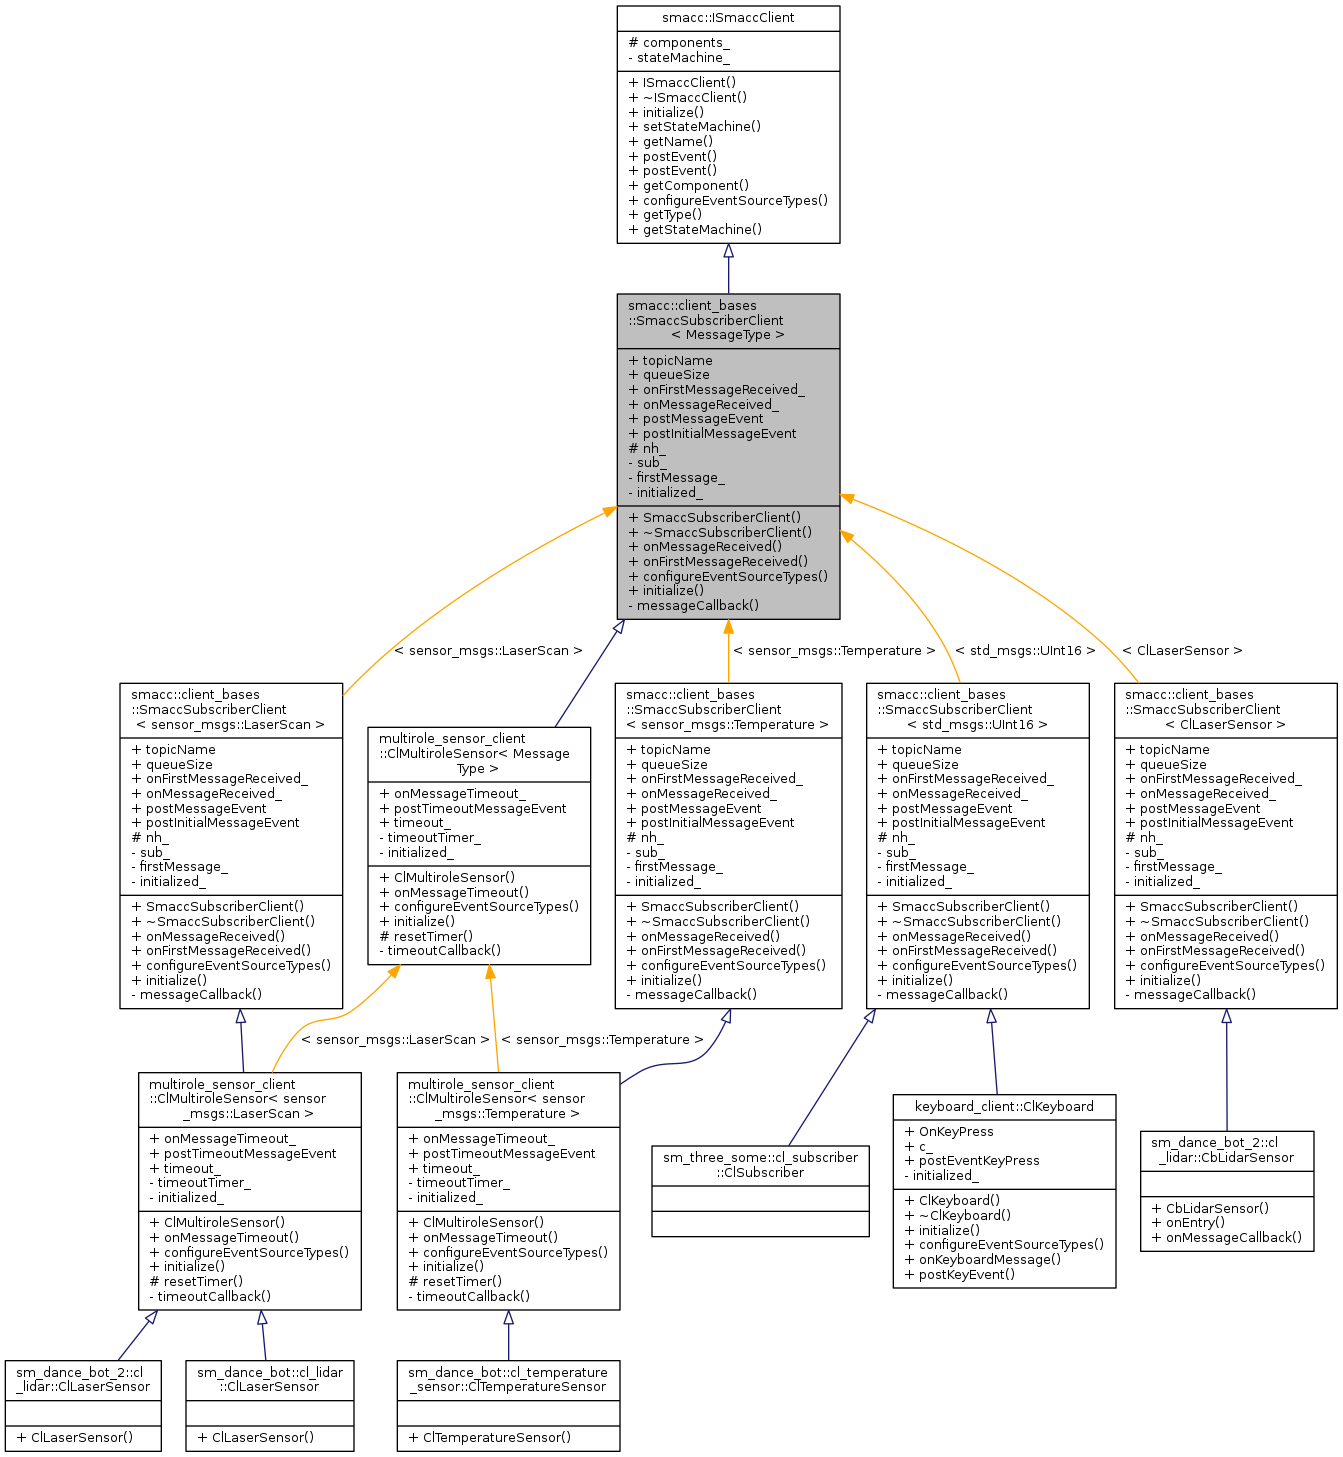 smacc::ISmaccClient
# components_
- stateMachine_
+ ISmaccClient()
+ ~ISmaccClient()
+ initialize()
+ setStateMachine()
+ getName()
+ postEvent()
+ postEvent()
+ getComponent()
+ configureEventSourceTypes()
+ getType()
+ getStateMachine()
smacc::client_bases
::SmaccSubscriberClient
< MessageType >
+ topicName
+ queueSize
+ onFirstMessageReceived_
+ onMessageReceived_
+ postMessageEvent
+ postInitialMessageEvent
# nh_
- sub_
- firstMessage_
- initialized_
+ SmaccSubscriberClient()
+ ~SmaccSubscriberClient()
+ onMessageReceived()
+ onFirstMessageReceived()
+ configureEventSourceTypes()
+ initialize()
- messageCallback()
< sensor_msgs::LaserScan >
< sensor_msgs::Temperature >
< std_msgs::UInt16 >
< ClLaserSensor >
smacc::client_bases
::SmaccSubscriberClient
< sensor_msgs::LaserScan >
+ topicName
+ queueSize
+ onFirstMessageReceived_
+ onMessageReceived_
+ postMessageEvent
+ postInitialMessageEvent
# nh_
- sub_
- firstMessage_
- initialized_
+ SmaccSubscriberClient()
+ ~SmaccSubscriberClient()
+ onMessageReceived()
+ onFirstMessageReceived()
+ configureEventSourceTypes()
+ initialize()
- messageCallback()
multirole_sensor_client
::ClMultiroleSensor< Message
Type >
+ onMessageTimeout_
+ postTimeoutMessageEvent
+ timeout_
- timeoutTimer_
- initialized_
+ ClMultiroleSensor()
+ onMessageTimeout()
+ configureEventSourceTypes()
+ initialize()
# resetTimer()
- timeoutCallback()
smacc::client_bases
::SmaccSubscriberClient
< sensor_msgs::Temperature >
+ topicName
+ queueSize
+ onFirstMessageReceived_
+ onMessageReceived_
+ postMessageEvent
+ postInitialMessageEvent
# nh_
- sub_
- firstMessage_
- initialized_
+ SmaccSubscriberClient()
+ ~SmaccSubscriberClient()
+ onMessageReceived()
+ onFirstMessageReceived()
+ configureEventSourceTypes()
+ initialize()
- messageCallback()
smacc::client_bases
::SmaccSubscriberClient
< std_msgs::UInt16 >
+ topicName
+ queueSize
+ onFirstMessageReceived_
+ onMessageReceived_
+ postMessageEvent
+ postInitialMessageEvent
# nh_
- sub_
- firstMessage_
- initialized_
+ SmaccSubscriberClient()
+ ~SmaccSubscriberClient()
+ onMessageReceived()
+ onFirstMessageReceived()
+ configureEventSourceTypes()
+ initialize()
- messageCallback()
smacc::client_bases
::SmaccSubscriberClient
< ClLaserSensor >
+ topicName
+ queueSize
+ onFirstMessageReceived_
+ onMessageReceived_
+ postMessageEvent
+ postInitialMessageEvent
# nh_
- sub_
- firstMessage_
- initialized_
+ SmaccSubscriberClient()
+ ~SmaccSubscriberClient()
+ onMessageReceived()
+ onFirstMessageReceived()
+ configureEventSourceTypes()
+ initialize()
- messageCallback()
< sensor_msgs::LaserScan >
< sensor_msgs::Temperature >
multirole_sensor_client
::ClMultiroleSensor< sensor
_msgs::LaserScan >
+ onMessageTimeout_
+ postTimeoutMessageEvent
+ timeout_
- timeoutTimer_
- initialized_
+ ClMultiroleSensor()
+ onMessageTimeout()
+ configureEventSourceTypes()
+ initialize()
# resetTimer()
- timeoutCallback()
multirole_sensor_client
::ClMultiroleSensor< sensor
_msgs::Temperature >
+ onMessageTimeout_
+ postTimeoutMessageEvent
+ timeout_
- timeoutTimer_
- initialized_
+ ClMultiroleSensor()
+ onMessageTimeout()
+ configureEventSourceTypes()
+ initialize()
# resetTimer()
- timeoutCallback()
sm_three_some::cl_subscriber
::ClSubscriber
keyboard_client::ClKeyboard
+ OnKeyPress
+ c_
+ postEventKeyPress
- initialized_
+ ClKeyboard()
+ ~ClKeyboard()
+ initialize()
+ configureEventSourceTypes()
+ onKeyboardMessage()
+ postKeyEvent()
sm_dance_bot_2::cl
_lidar::CbLidarSensor
+ CbLidarSensor()
+ onEntry()
+ onMessageCallback()
sm_dance_bot_2::cl
_lidar::ClLaserSensor
+ ClLaserSensor()
sm_dance_bot::cl_lidar
::ClLaserSensor
+ ClLaserSensor()
sm_dance_bot::cl_temperature
_sensor::ClTemperatureSensor
+ ClTemperatureSensor()